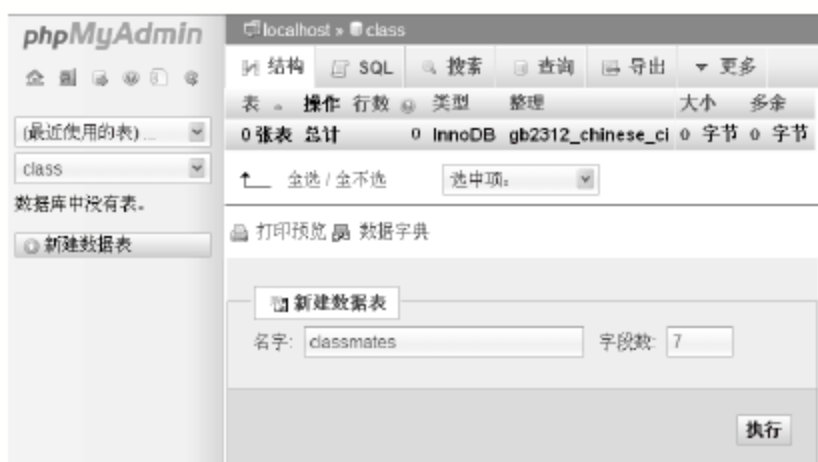 phpMyAdmin
localhost » class
结构 SQL 搜索 查询 导出 更多
表 操作 行数 类型 整理 大小 多余
0 张表 总计 0 InnoDB gb2312_chinese_ci 0 字节 0 字节
全选 / 全不选 选中项:
打印预览 数据字典
(最近使用的表) ...
class
数据库中没有表。
新建数据表
新建数据表
名字: classmates 字段数: 7
执行